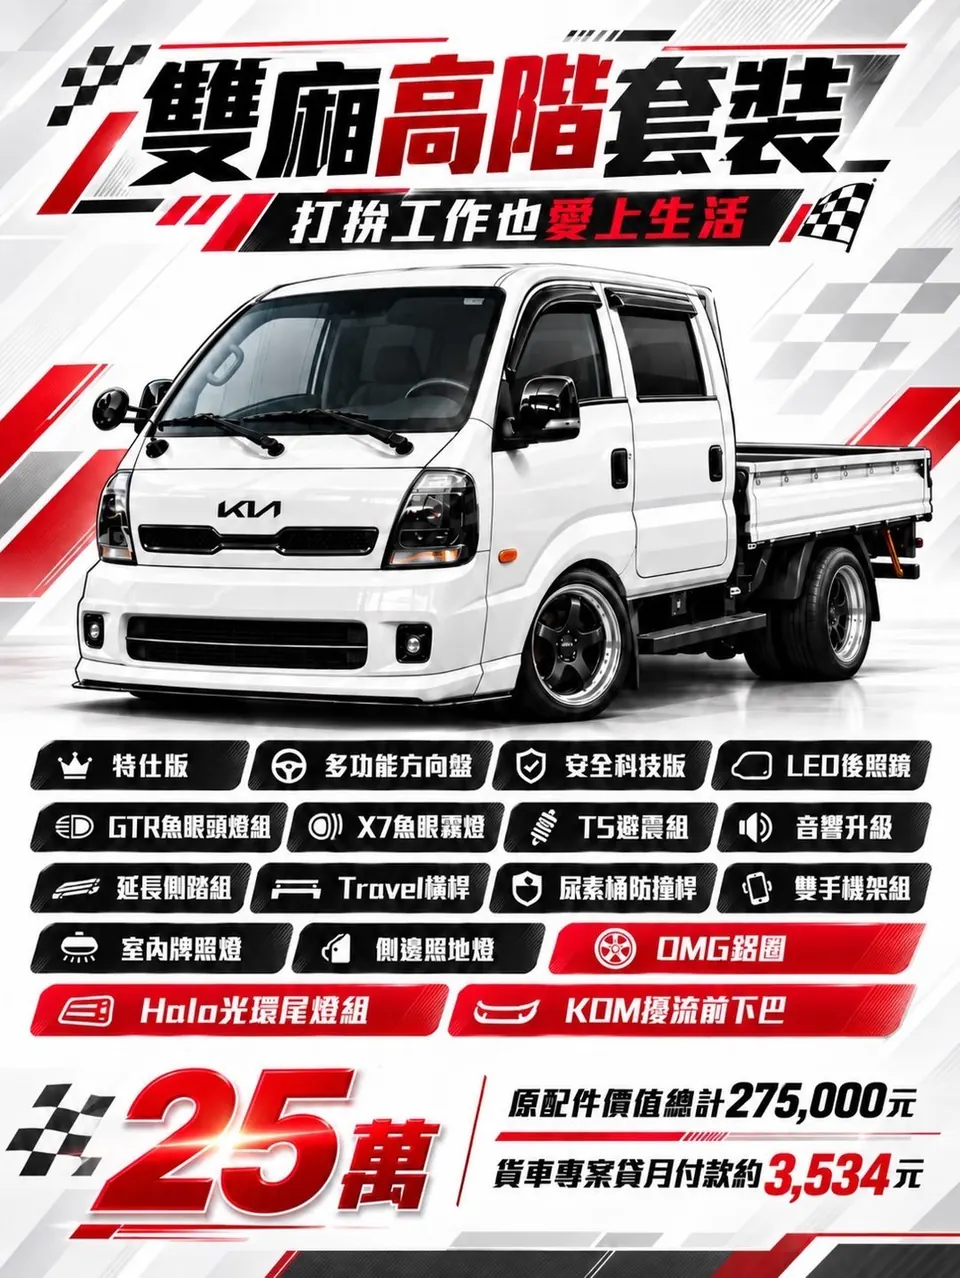 雙廂高階套裝
打拚工作也愛上生活
KIA
特仕版 多功能方向盤 安全科技版 LED後照鏡
GTR魚眼頭燈組 X7魚眼霧燈 T5避震組 音響升級
延長側踏組 Travel橫桿 尿素桶防撞桿 雙手機架組
室內牌照燈 側邊照地燈 OMG鋁圈
Halo光環尾燈組 KDM擾流前下巴
25萬
原配件價值總計275,000元
貨車專案貸月付款約3,534元